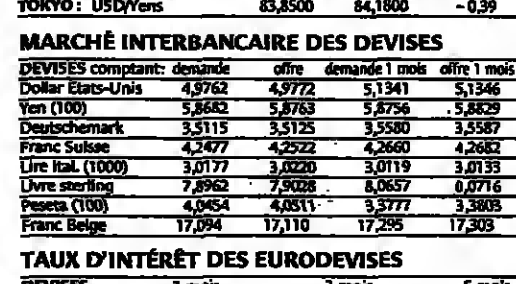 TOKYO : USD/Yens 83,8500 84,1800 – 0,39
MARCHÉ INTERBANCAIRE DES DEVISES
DEVISES comptant: demande offre demande 1 mois offre 1 mois
Dollar États-Unis 4,9762 4,9772 5,1341 5,1346
Yen (100) 5,8682 5,8763 5,8756 5,8829
Deutschemark 3,5115 3,5125 3,5580 3,5587
Franc Suisse 4,2477 4,2522 4,2660 4,2682
Lire ital. (1000) 3,0177 3,0220 3,0119 3,0133
Livre sterling 7,8962 7,9028 8,0657 0,0716
Peseta (100) 4,0454 4,0511 3,3777 3,3803
Franc Belge 17,094 17,110 17,295 17,303
TAUX D'INTÉRÊT DES EURODEVISES